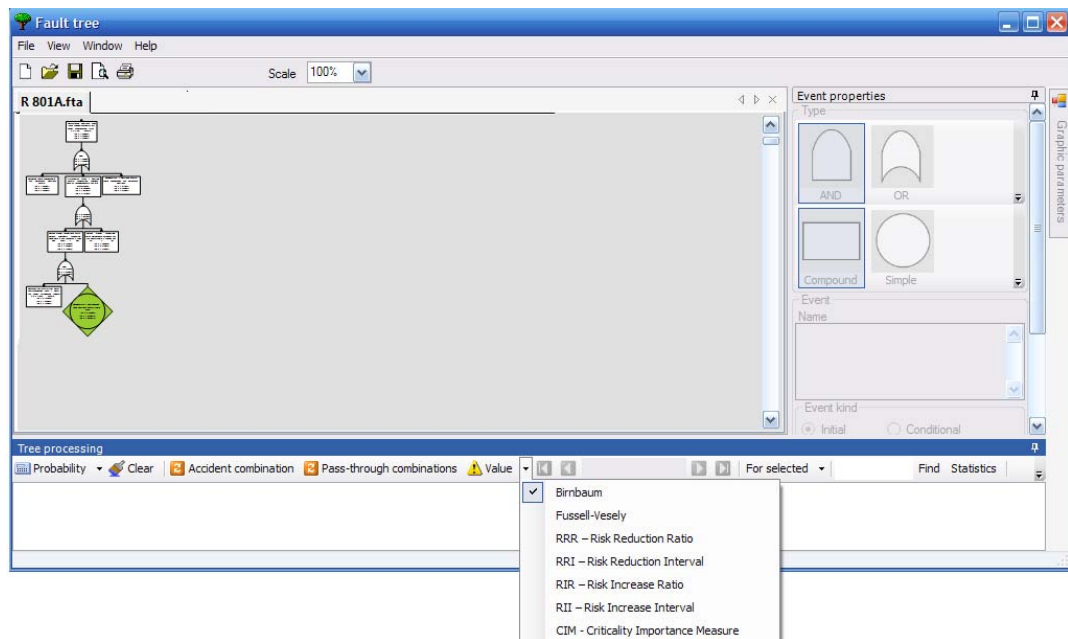 Fault tree
File View Window Help
Scale 100%
R 801A.fta
Event properties
Type
AND OR
Compound Simple
Event
Name
Event kind
Initial Conditional
Graphic parameters
Tree processing
Probability Clear Accident combination Pass-through combinations Value For selected Find Statistics
Birnbaum
Fussell-Vesely
RRR – Risk Reduction Ratio
RRI – Risk Reduction Interval
RIR – Risk Increase Ratio
RII – Risk Increase Interval
CIM - Criticality Importance Measure